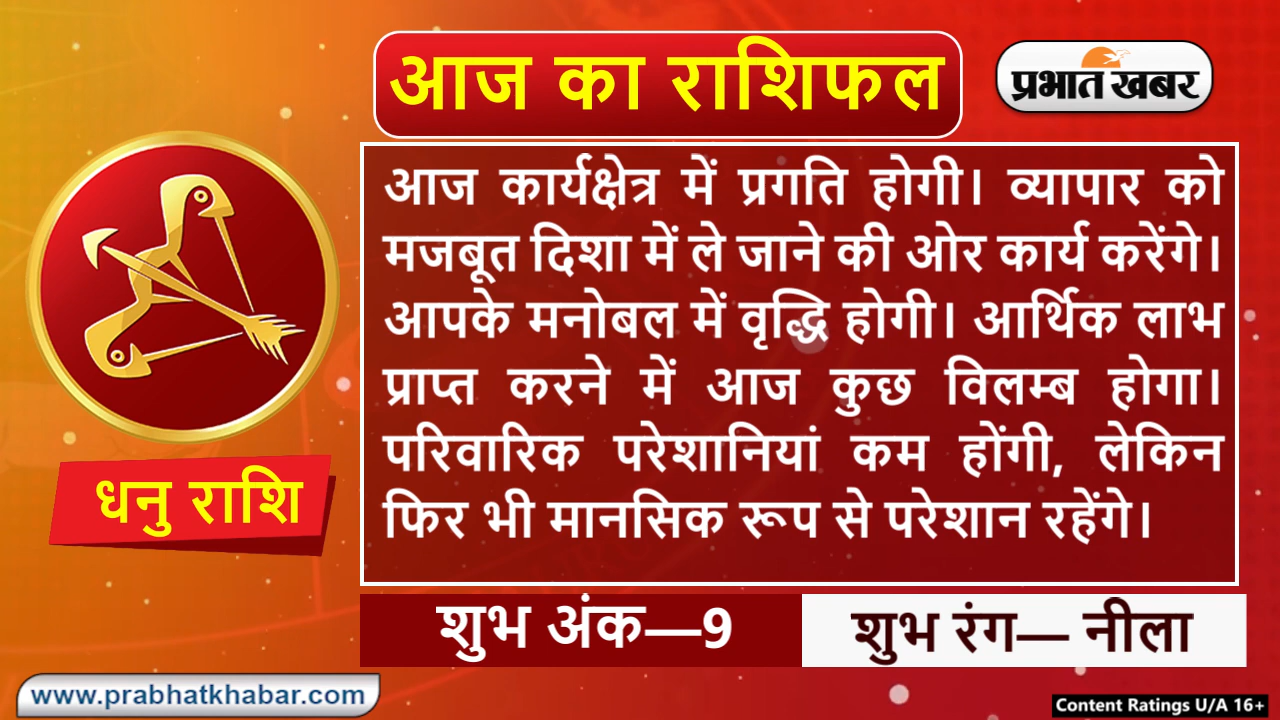 आज का राशिफल
प्रभात खबर
आज कार्यक्षेत्र में प्रगति होगी। व्यापार को
मजबूत दिशा में ले जाने की ओर कार्य करेंगे।
आपके मनोबल में वृद्धि होगी। आर्थिक लाभ
प्राप्त करने में आज कुछ विलम्ब होगा।
परिवारिक परेशानियां कम होंगी, लेकिन
फिर भी मानसिक रूप से परेशान रहेंगे।
धनु राशि
शुभ अंक—9
शुभ रंग— नीला
www.prabhatkhabar.com
Content Ratings U/A 16+